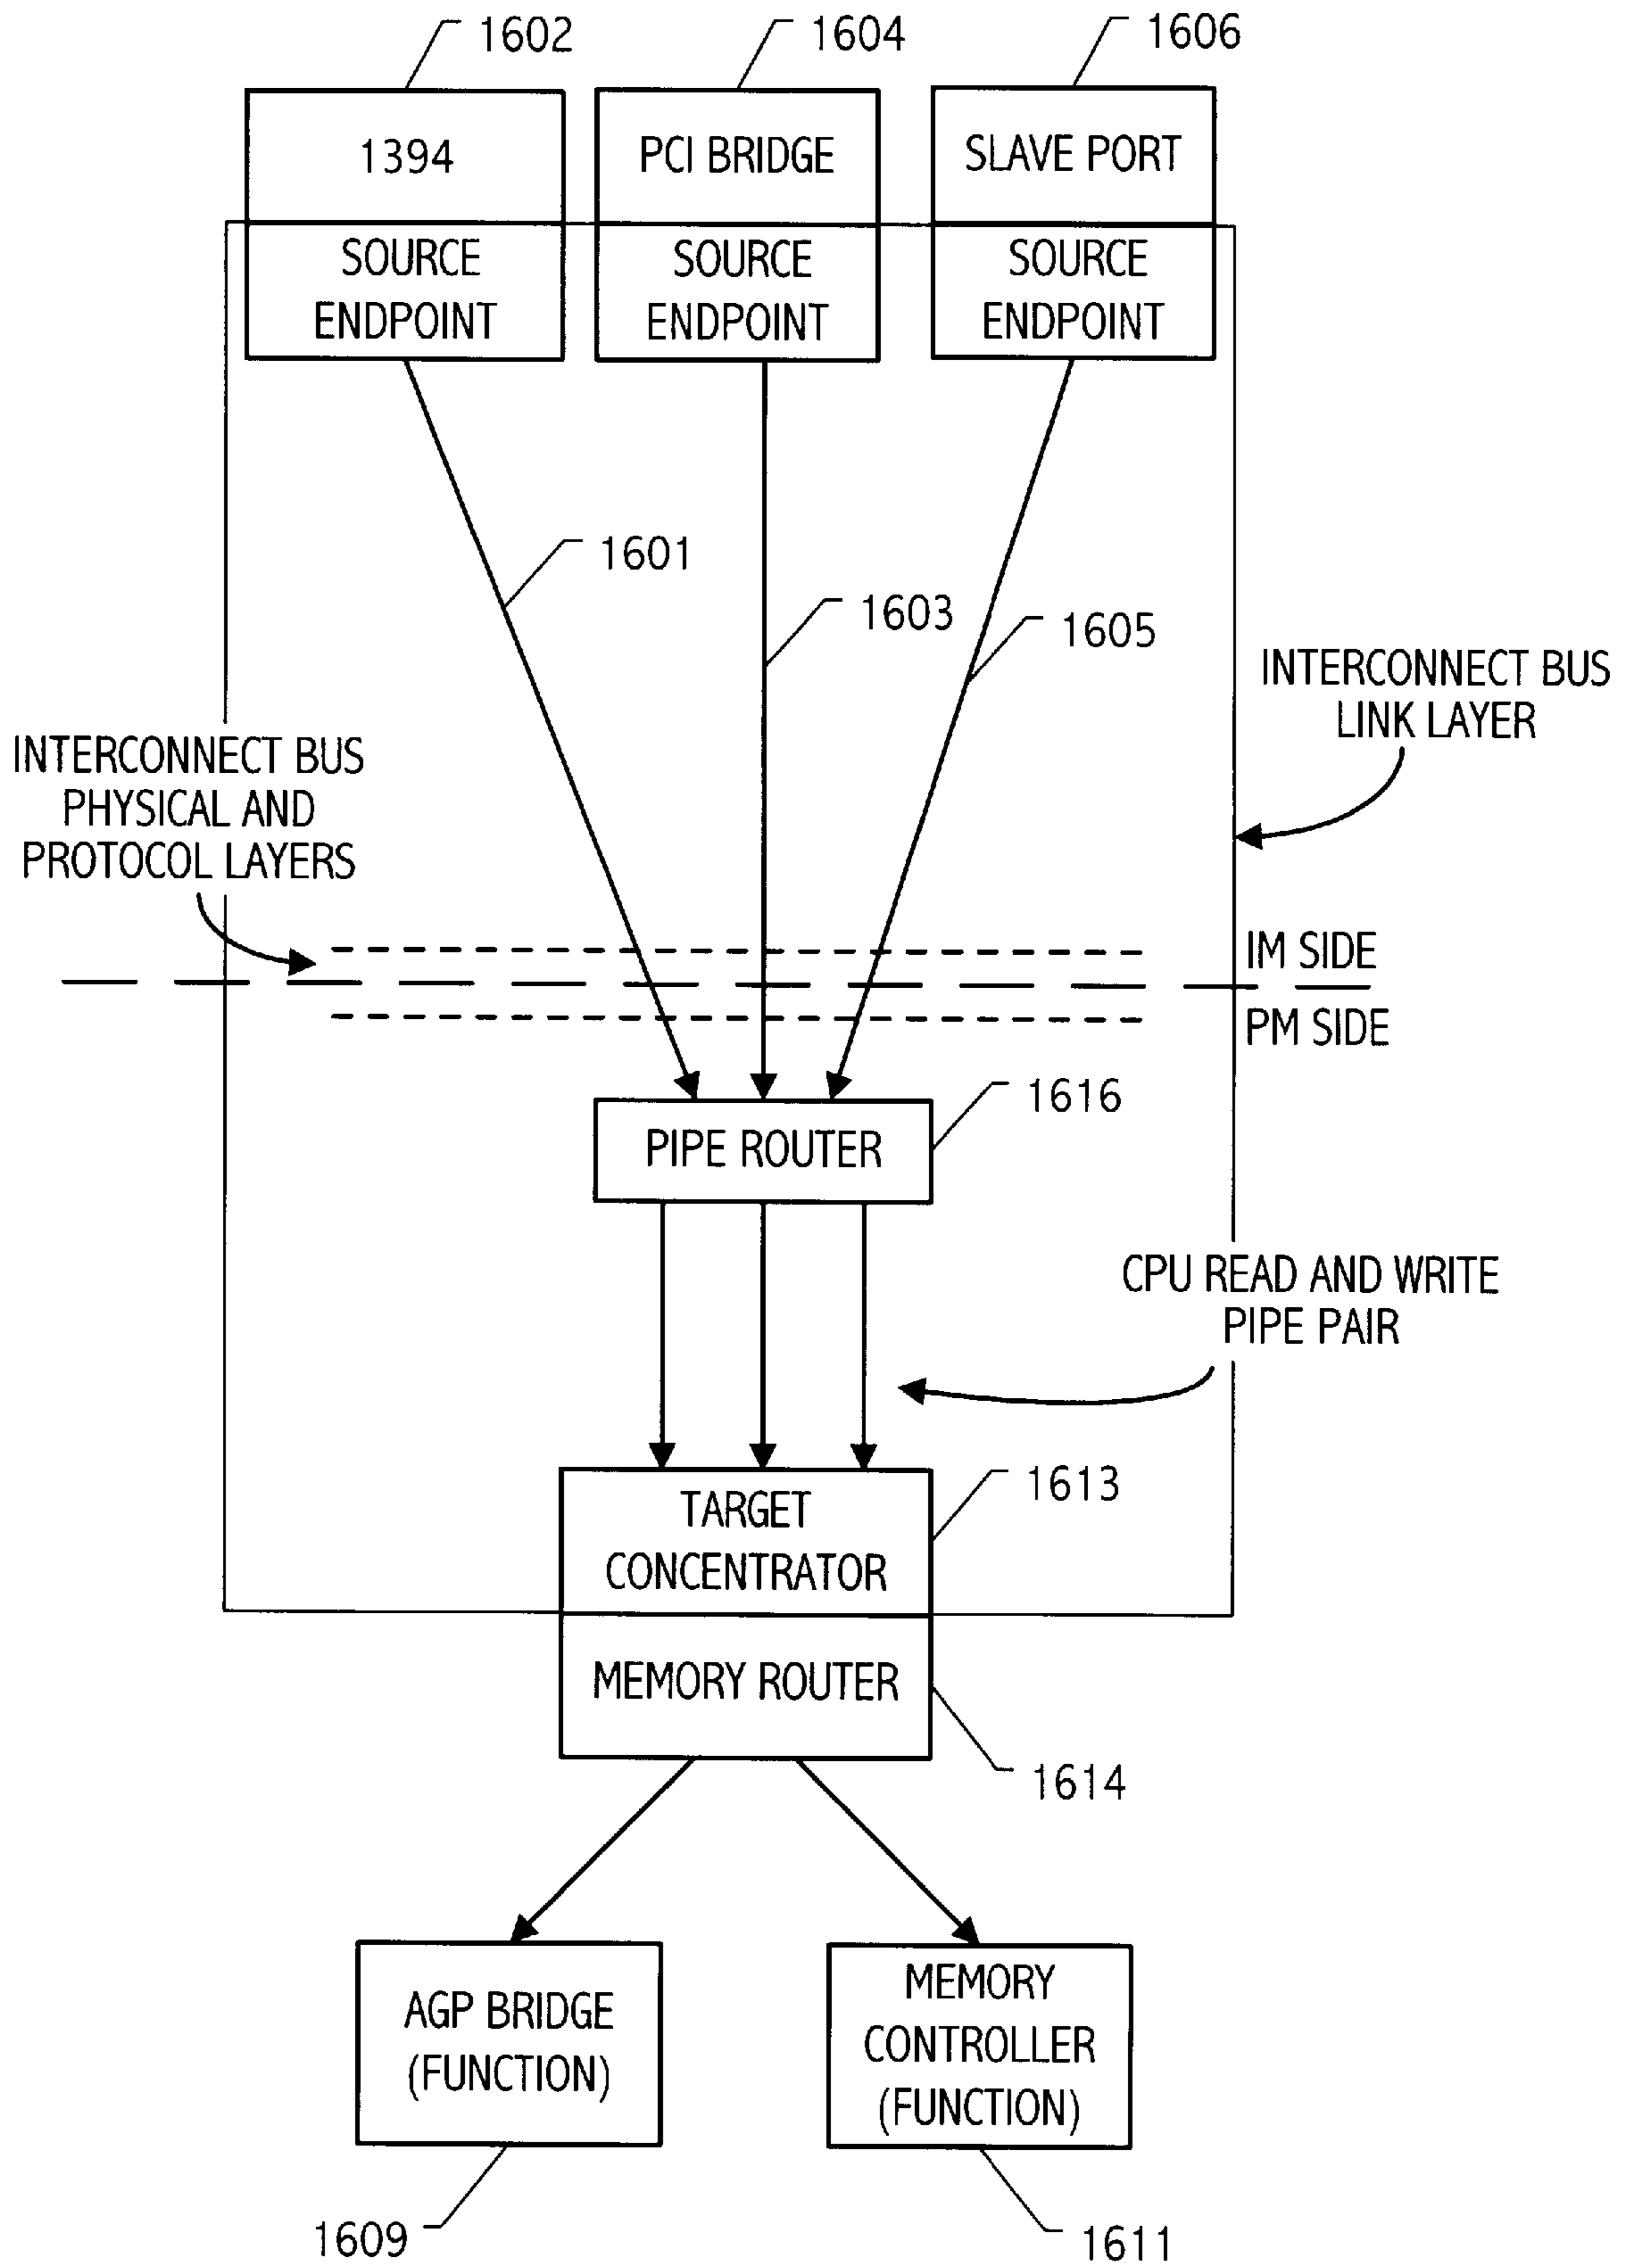 1602
1604
1606
1394
PCI BRIDGE
SLAVE PORT
SOURCE
ENDPOINT
SOURCE
ENDPOINT
SOURCE
ENDPOINT
1601
1603
1605
INTERCONNECT BUS
LINK LAYER
INTERCONNECT BUS
PHYSICAL AND
PROTOCOL LAYERS
IM SIDE
PM SIDE
1616
PIPE ROUTER
CPU READ AND WRITE
PIPE PAIR
1613
TARGET
CONCENTRATOR
MEMORY ROUTER
1614
AGP BRIDGE
(FUNCTION)
MEMORY
CONTROLLER
(FUNCTION)
1609
1611